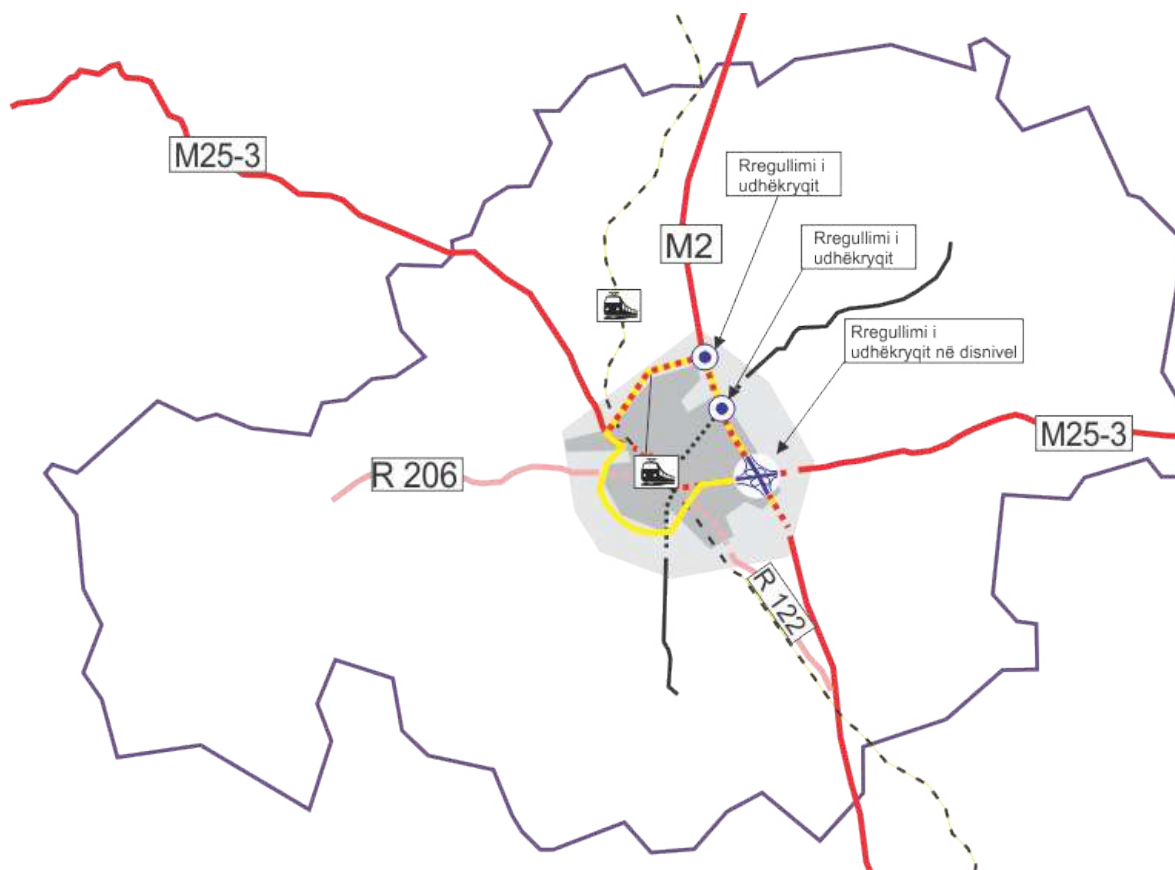 M25-3
Rregullimi i
udhëkryqit
M2
Rregullimi i
udhëkryqit
Rregullimi i
udhëkryqit në disnivel
M25-3
R 206
R 122